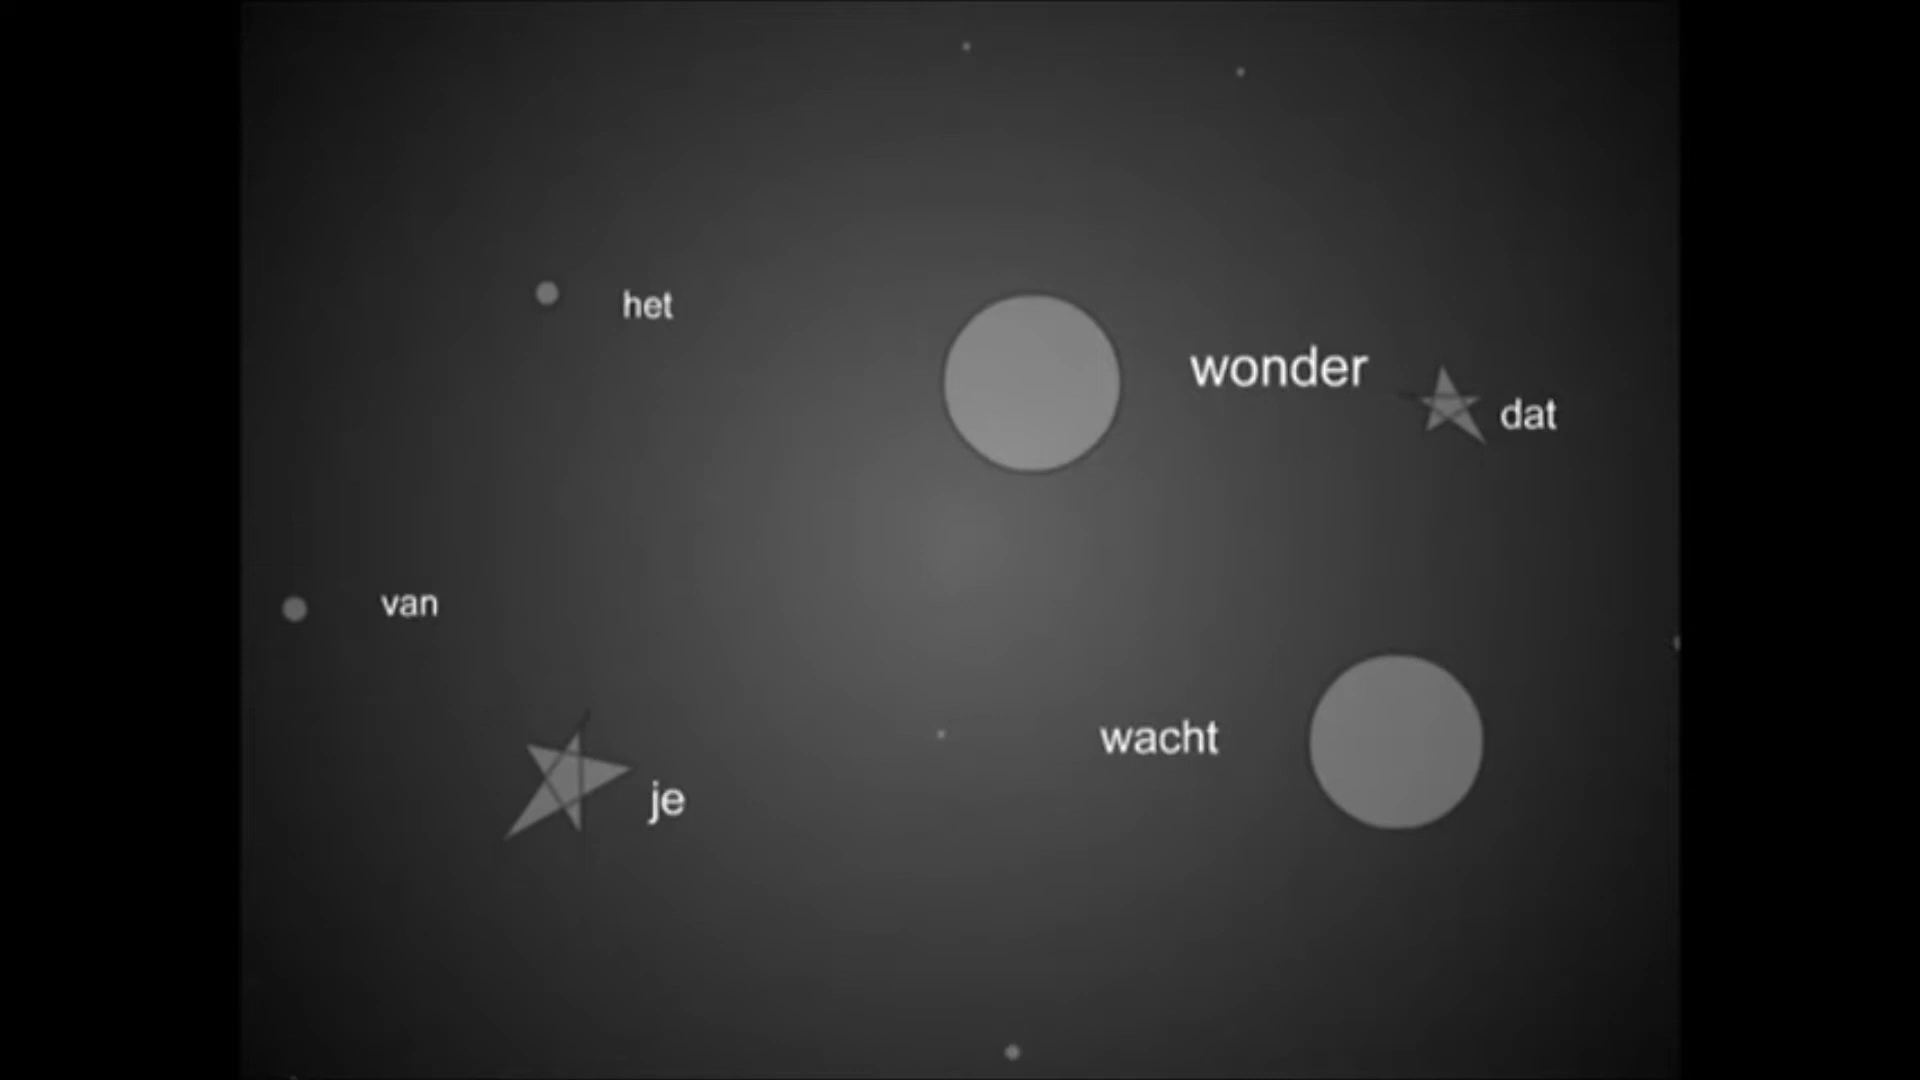 het
wonder
dat
van
je
wacht